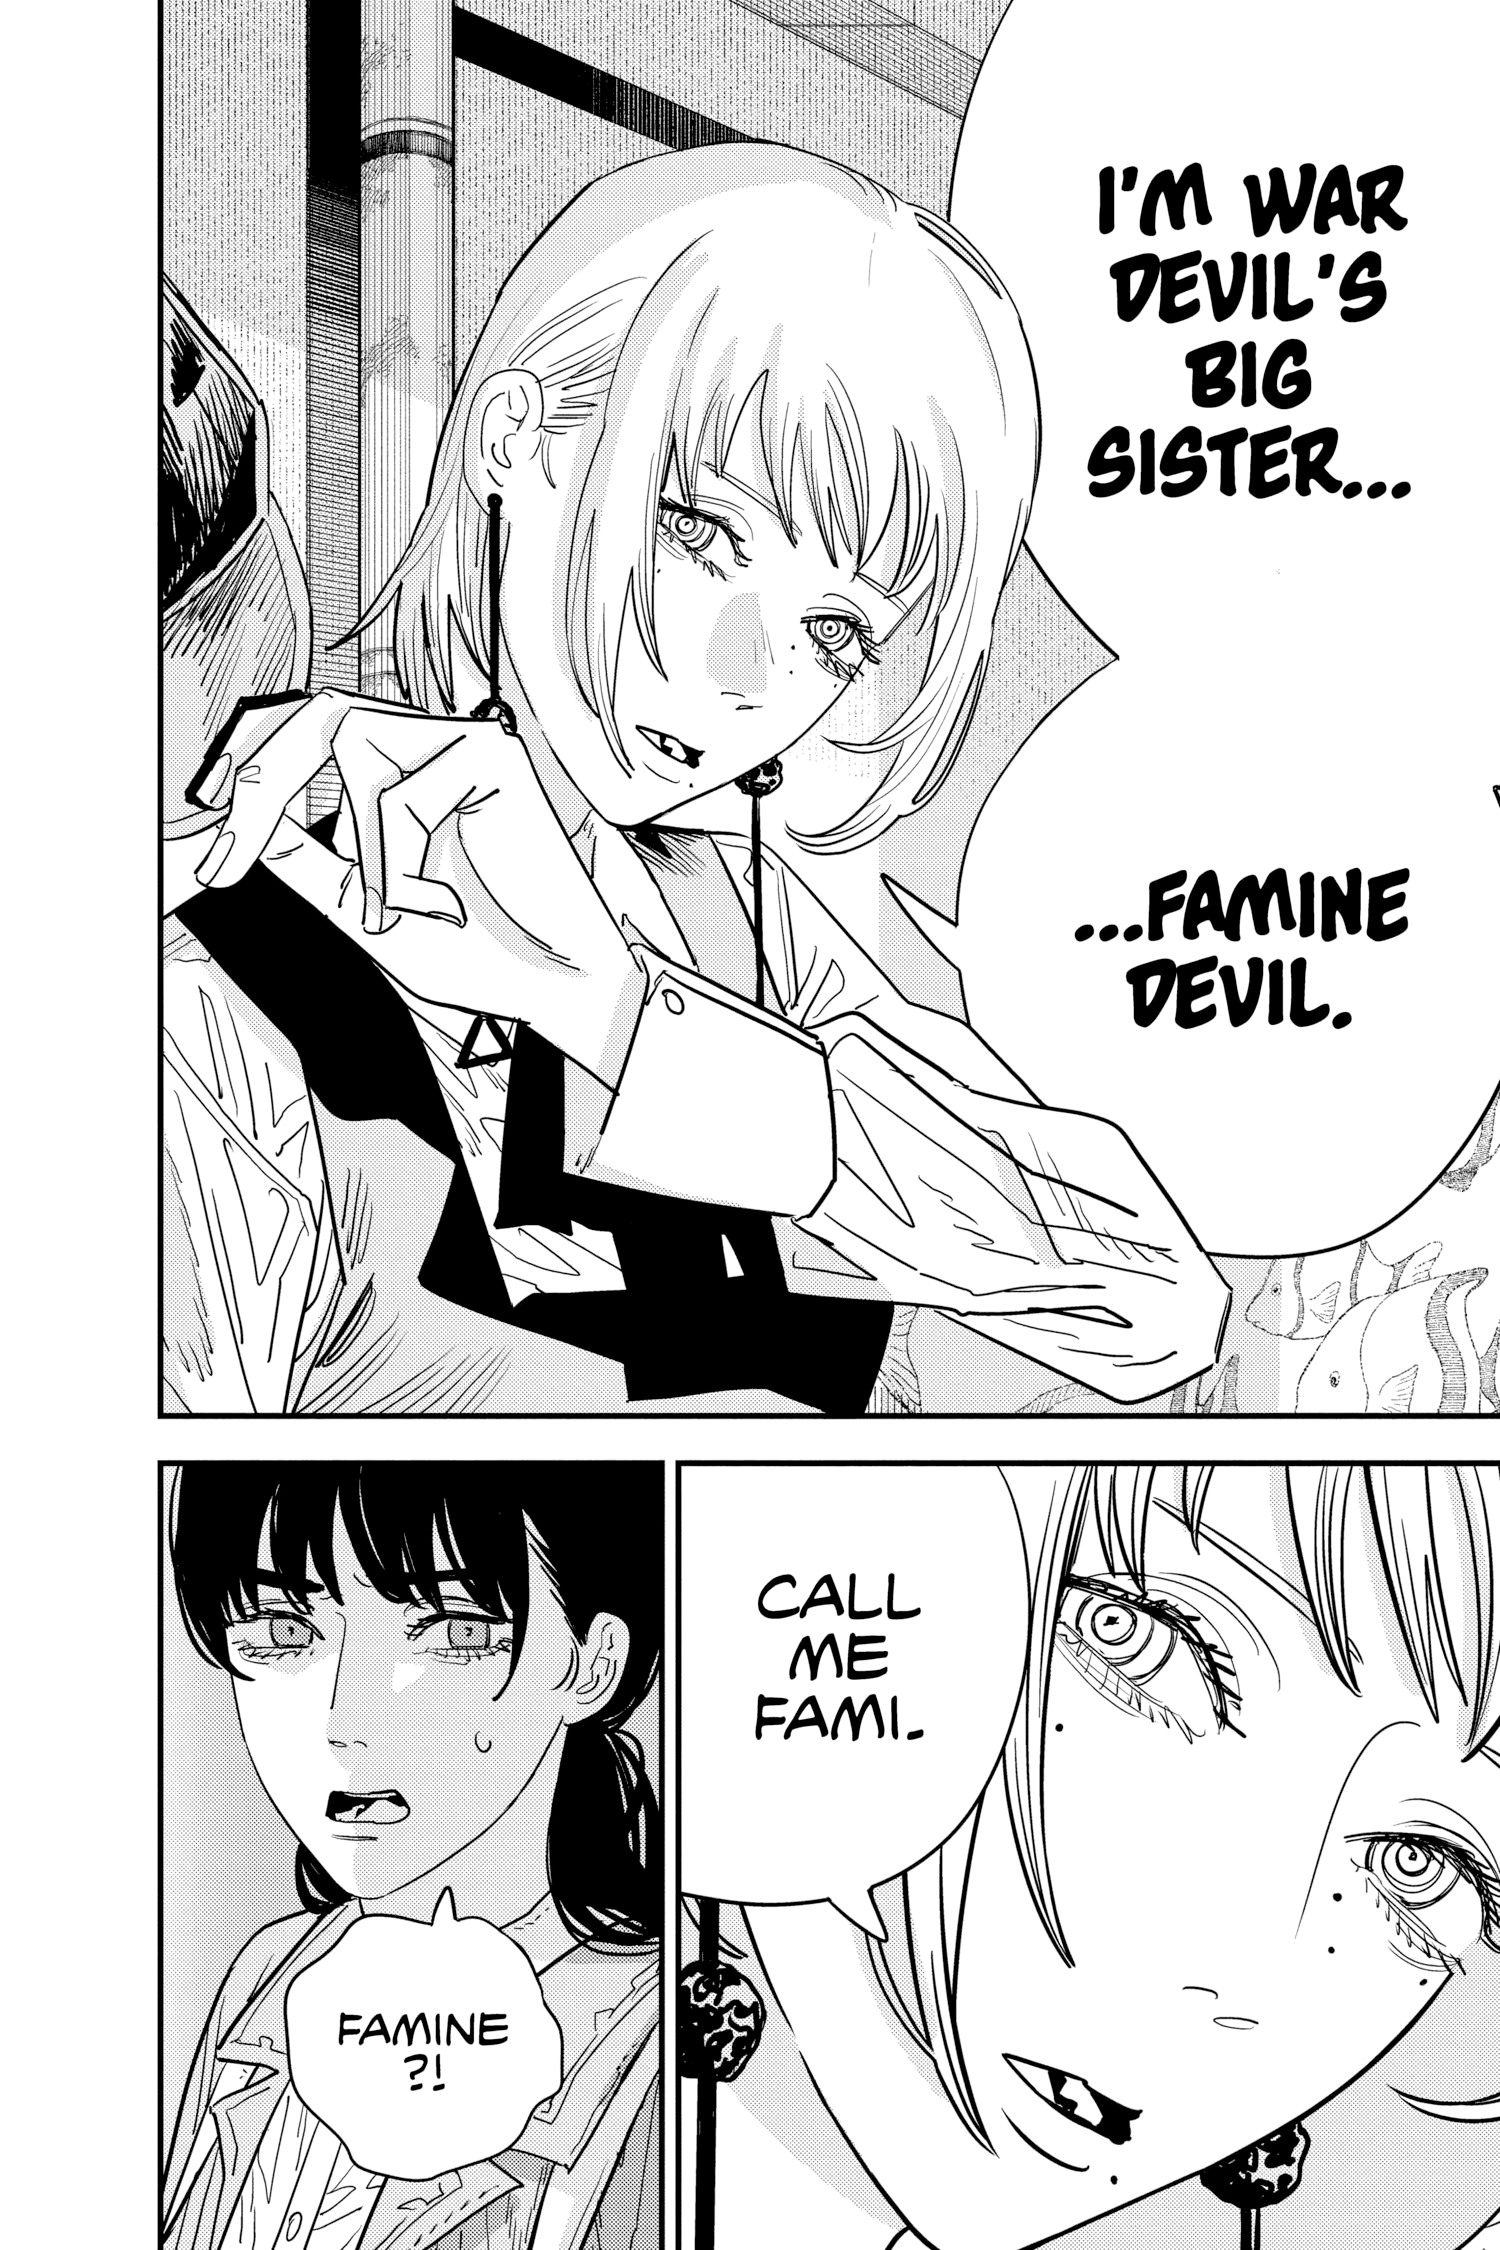 I'M WAR
DEVIL'S
BIG
SISTER...
...FAMINE
DEVIL.
CALL
ME
FAMI.
FAMINE
?!